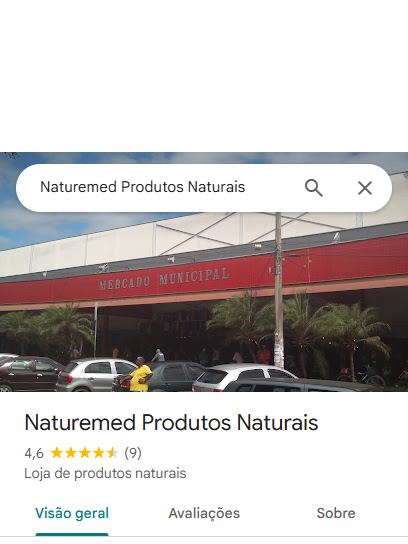 Naturemed Produtos Naturais
MERCADO MUNICIPAL
Naturemed Produtos Naturais
4,6 (9)
Loja de produtos naturais
Visão geral Avaliações Sobre